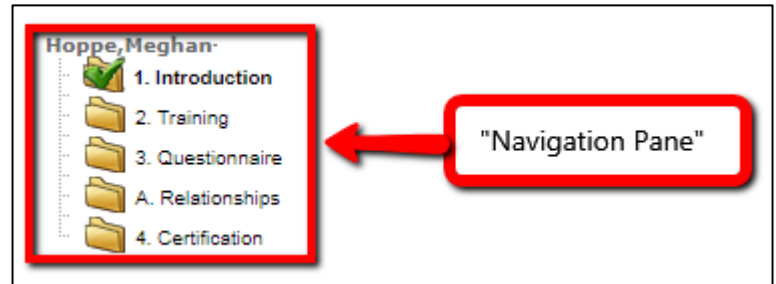 Hoppe,Meghan-
1. Introduction
2. Training
3. Questionnaire
A. Relationships
4. Certification
"Navigation Pane"